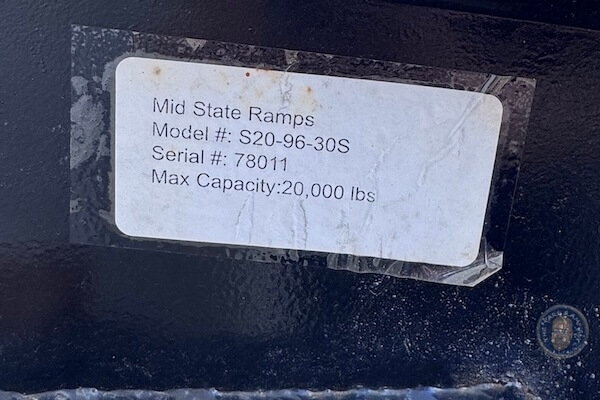 Mid State Ramps
Model #: S20-96-30S
Serial #: 78011
Max Capacity:20,000 lbs